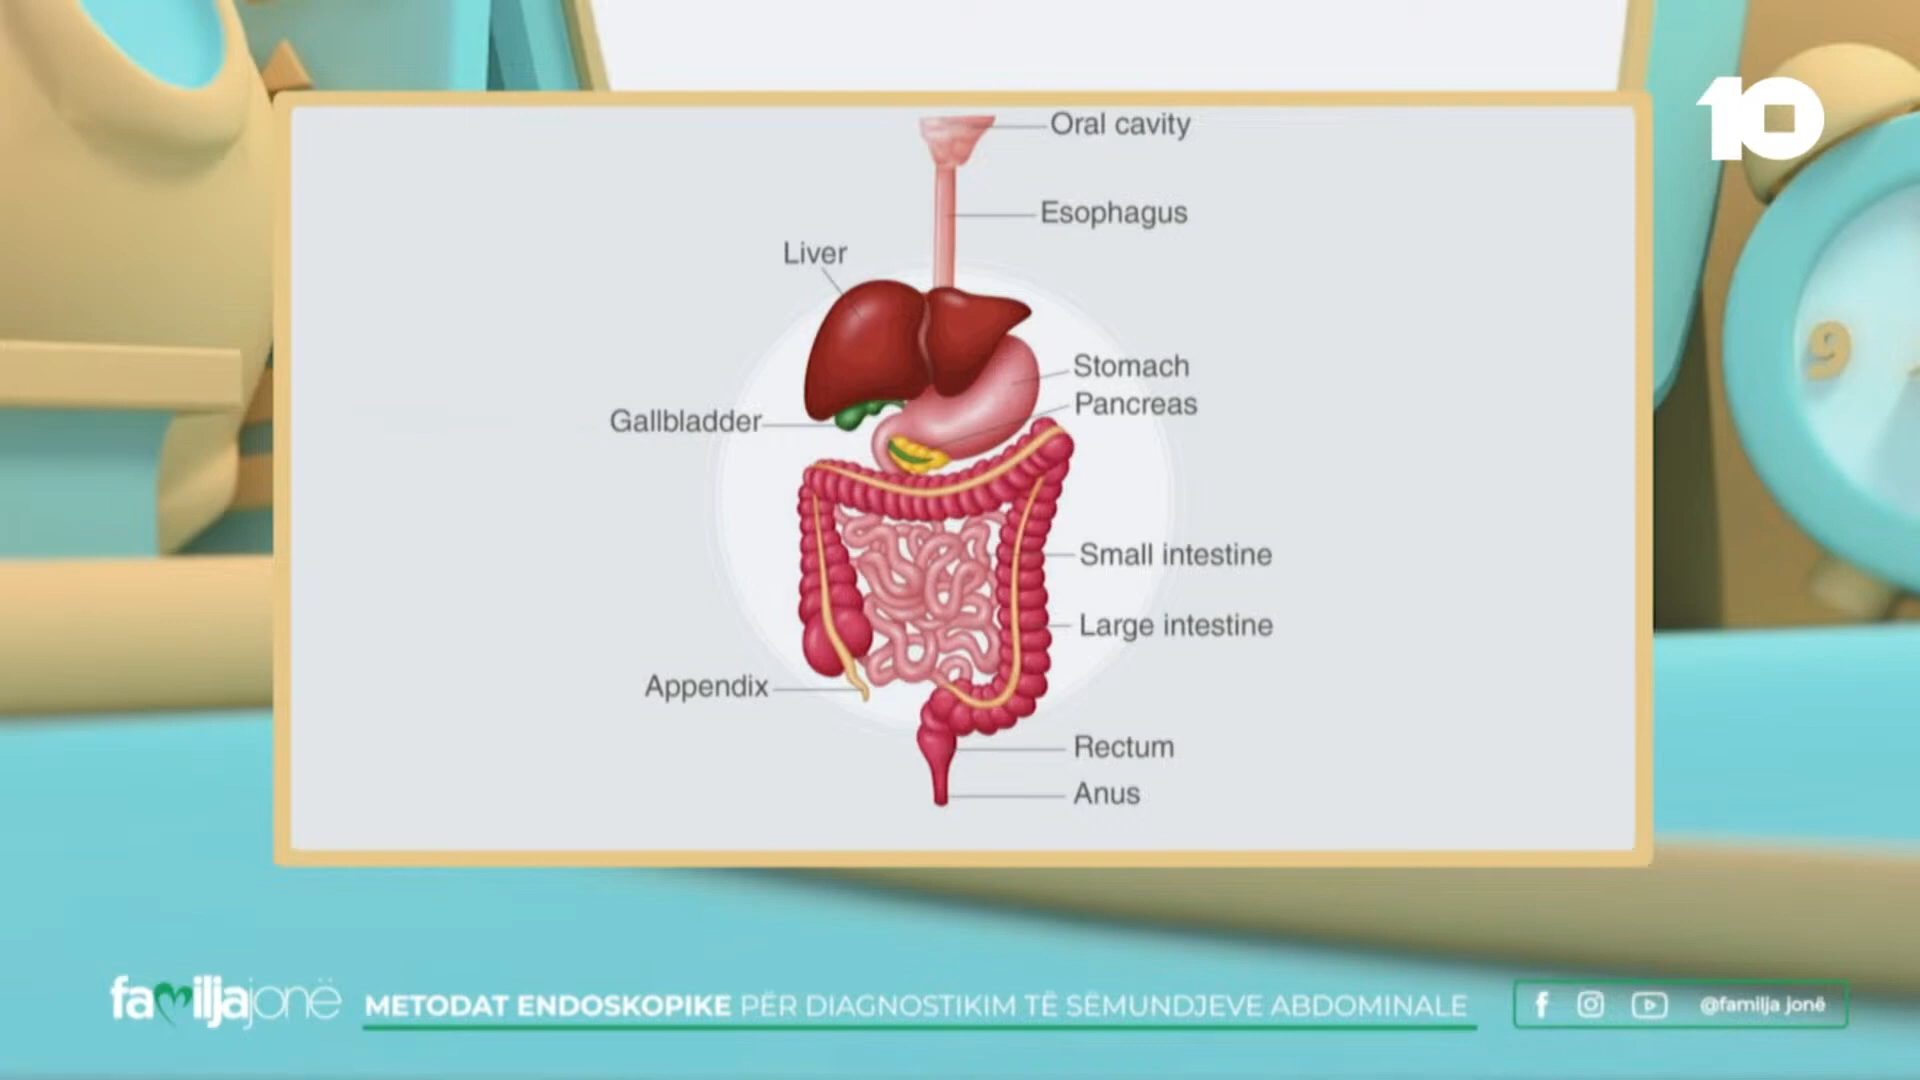 10
Oral cavity
Esophagus
Liver
Stomach
Pancreas
Gallbladder
Small intestine
Large intestine
Appendix
Rectum
Anus
9
familjajonë
METODAT ENDOSKOPIKE PËR DIAGNOSTIKIM TË SËMUNDJEVE ABDOMINALE
@familja jonë